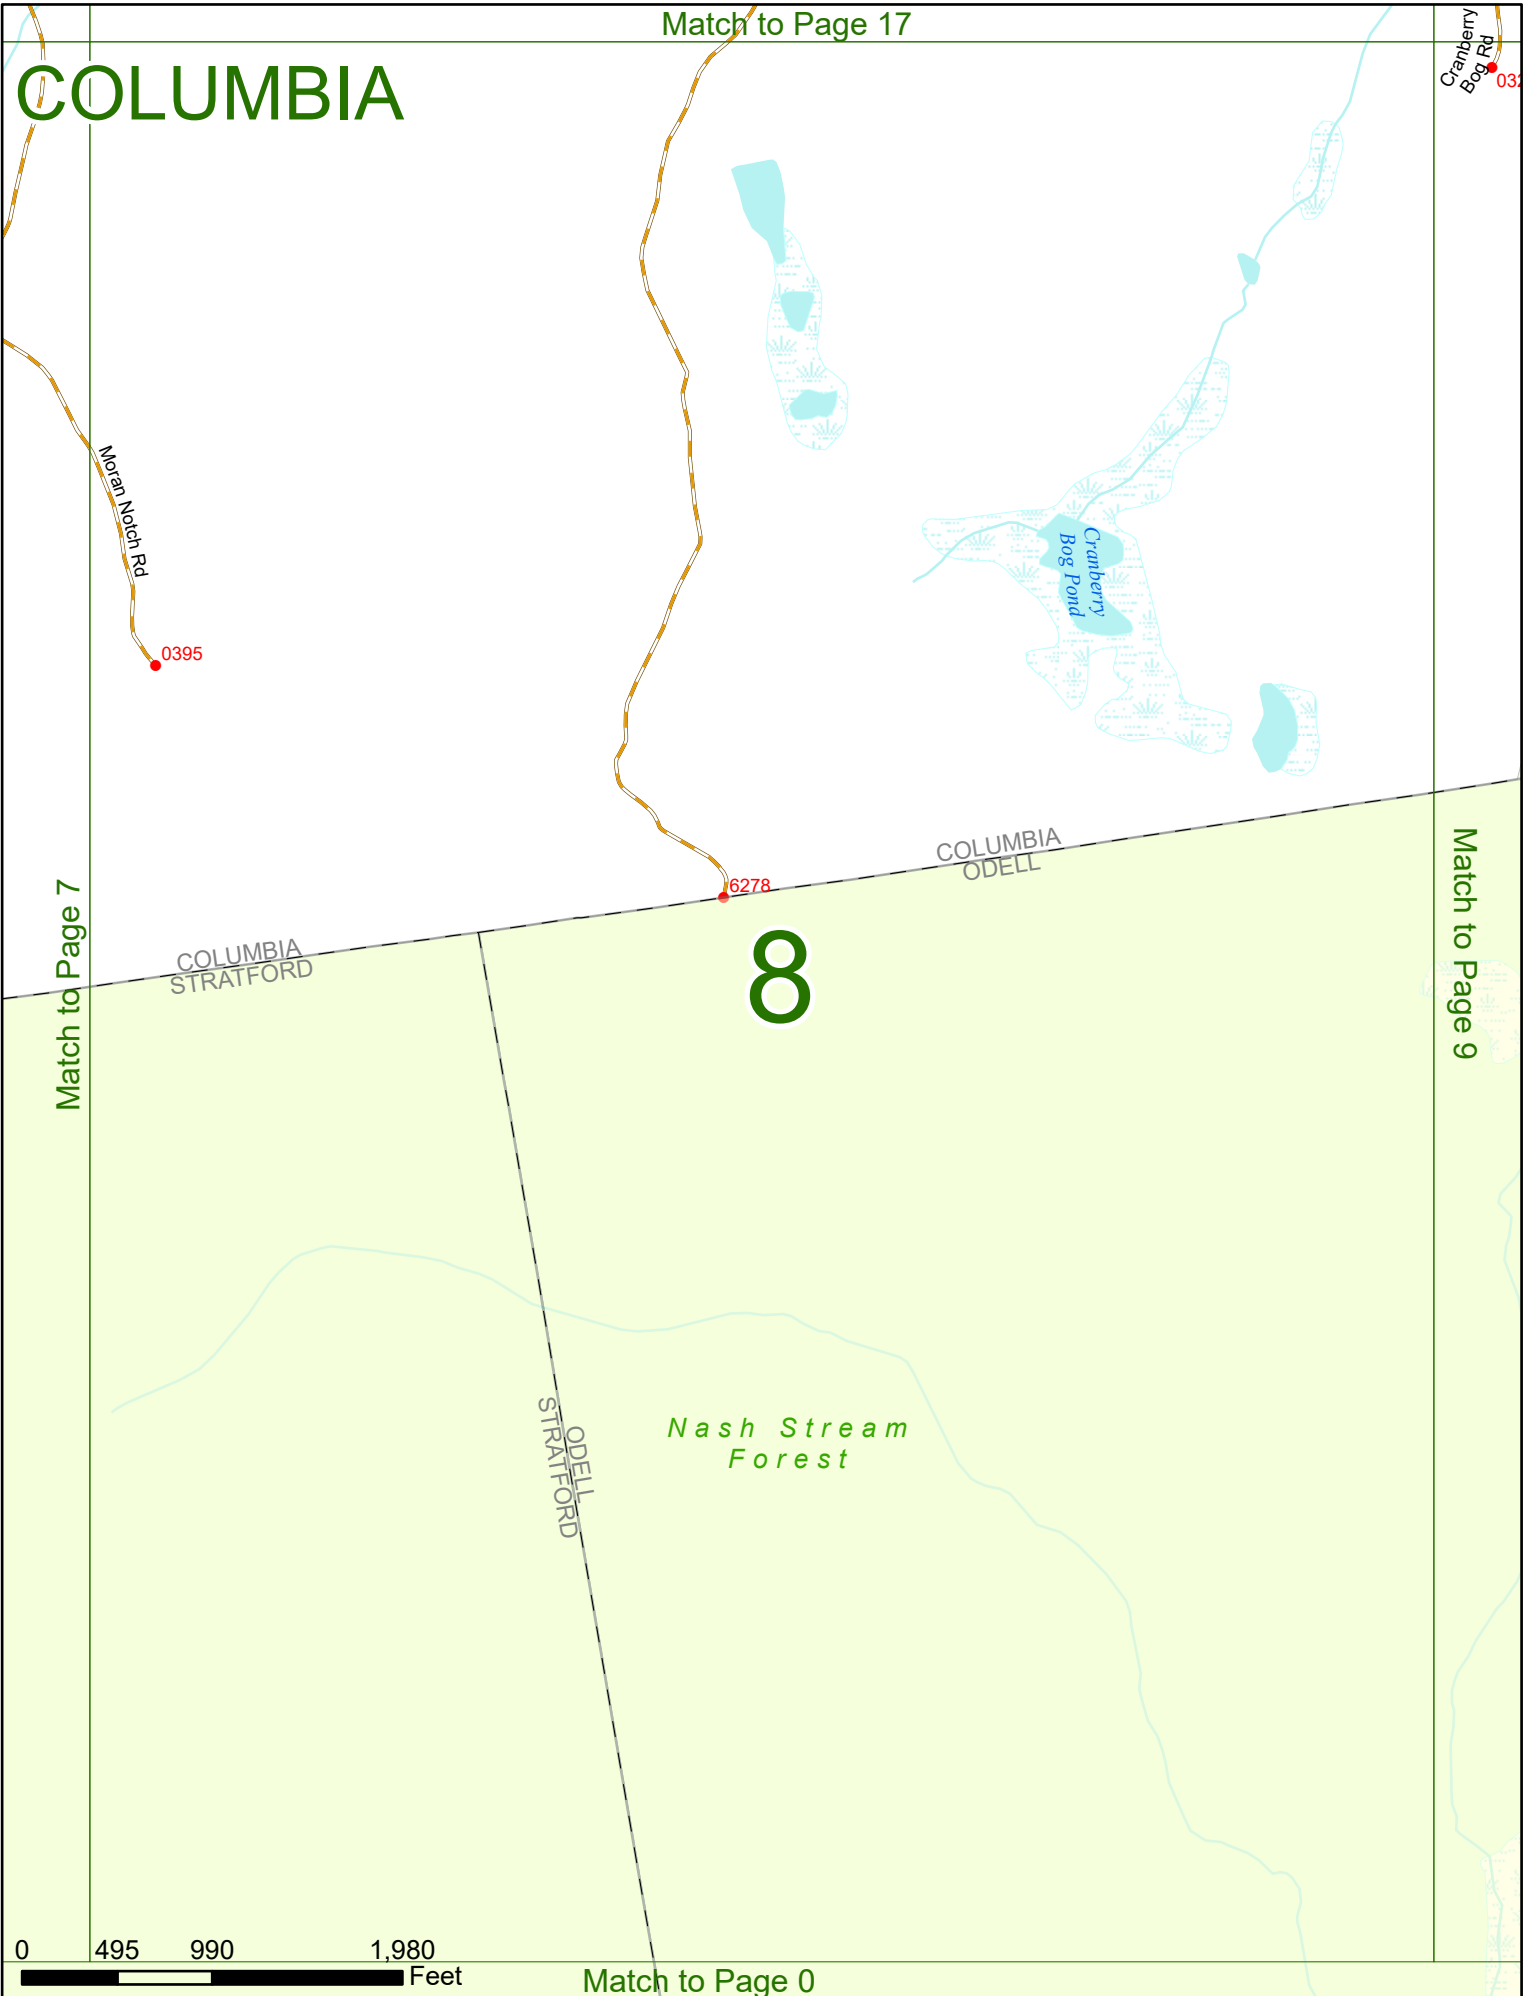 Match to Page 17
COLUMBIA
Cranberry
Bog Rd
Moran Notch Rd
Cranberry
Bog Pond
0395
6278
COLUMBIA
ODELL
COLUMBIA
STRATFORD
8
Match to Page 7
Match to Page 9
ODELL
STRATFORD
Nash Stream
Forest
0 495 990 1,980
Feet
Match to Page 0